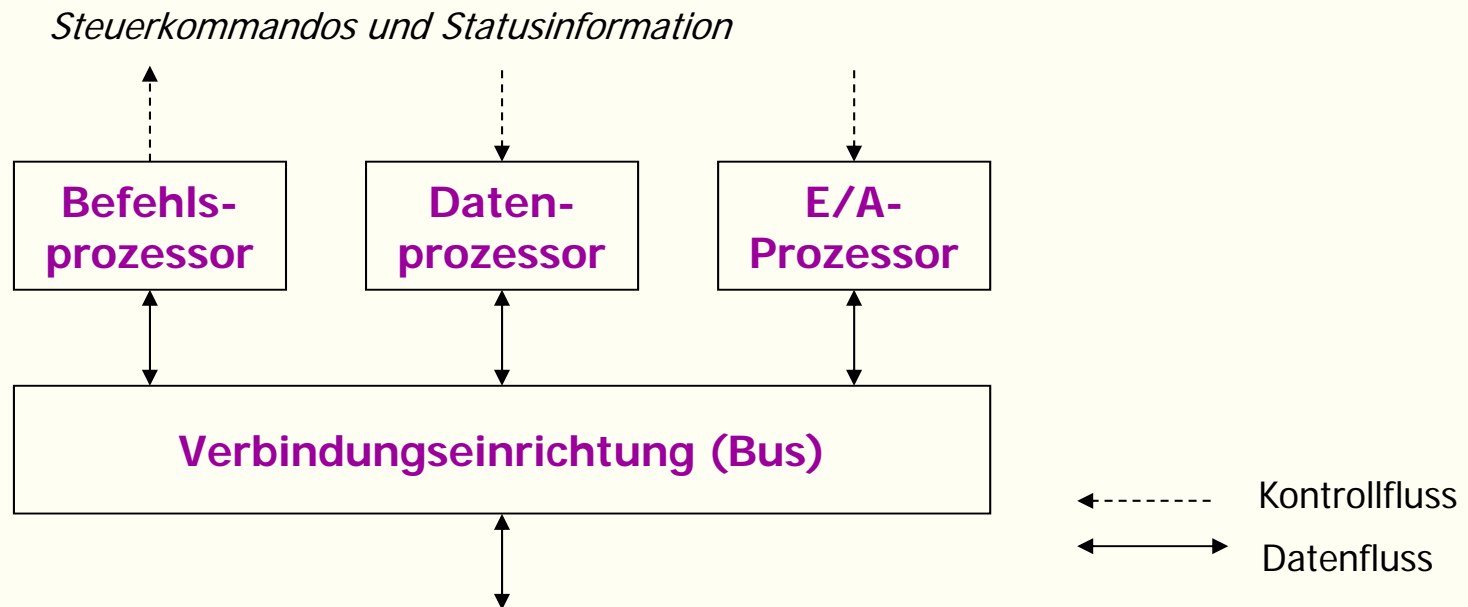 Steuerkommandos und Statusinformation
Befehls-
prozessor
Daten-
prozessor
E/A-
Prozessor
Verbindungseinrichtung (Bus)
Kontrollfluss
Datenfluss